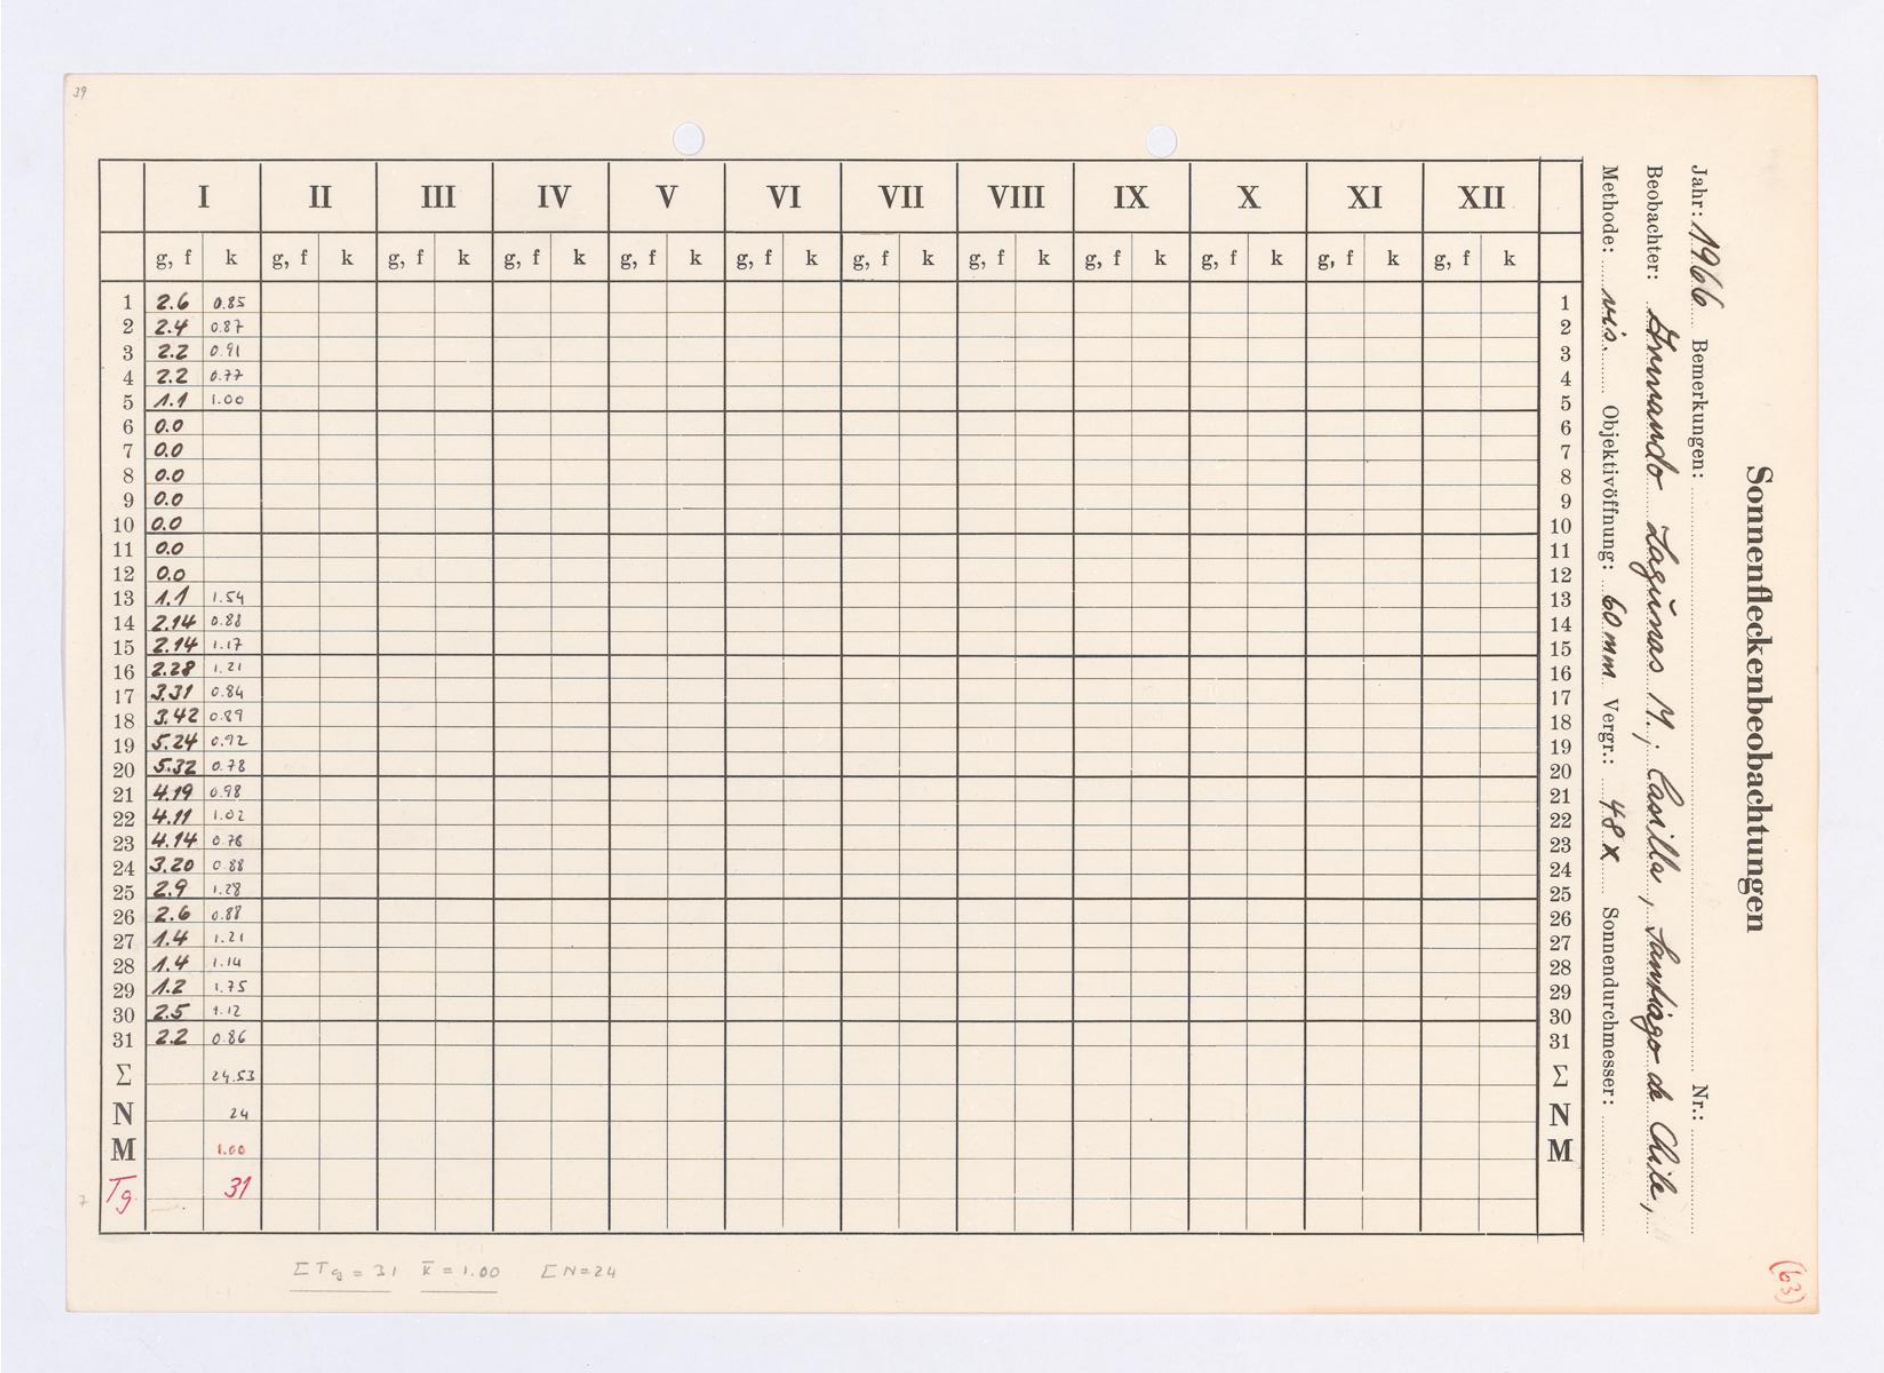 39
Sonnenfleckenbeobachtungen
Jahr: 1966 Bemerkungen: Nr.:
Beobachter: Armando Lagúnas M.; Casilla, Santiago de Chile,
Methode: vis. Objektivöffnung: 60 mm Vergr.: 48 x Sonnendurchmesser:
I II III IV V VI VII VIII IX X XI XII
g, f k g, f k g, f k g, f k g, f k g, f k g, f k g, f k g, f k g, f k g, f k g, f k
1 2.6 0.85 1
2 2.4 0.87 2
3 2.2 0.91 3
4 2.2 0.77 4
5 1.1 1.00 5
6 0.0 6
7 0.0 7
8 0.0 8
9 0.0 9
10 0.0 10
11 0.0 11
12 0.0 12
13 1.1 1.54 13
14 2.14 0.88 14
15 2.14 1.17 15
16 2.28 1.21 16
17 3.31 0.84 17
18 3.42 0.89 18
19 5.24 0.92 19
20 5.32 0.78 20
21 4.19 0.98 21
22 4.11 1.02 22
23 4.14 0.76 23
24 3.20 0.88 24
25 2.9 1.28 25
26 2.6 0.88 26
27 1.4 1.21 27
28 1.4 1.14 28
29 1.2 1.75 29
30 2.5 1.12 30
31 2.2 0.86 31
Σ 24.53 Σ
N 24 N
M 1.00 M
Tg 31
Σ Tg = 31 k̅ = 1.00 Σ N = 24
(63)